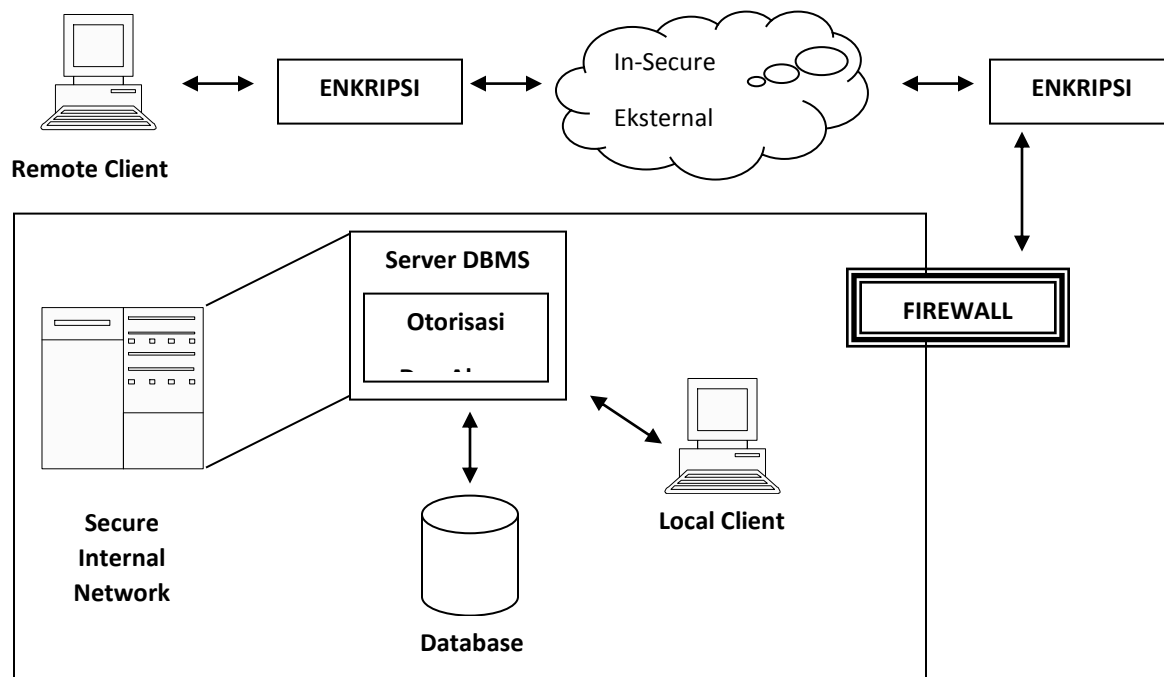 In-Secure
ENKRIPSI
ENKRIPSI
Eksternal
Remote Client
Server DBMS
Otorisasi
FIREWALL
Secure
Internal
Network
Local Client
Database